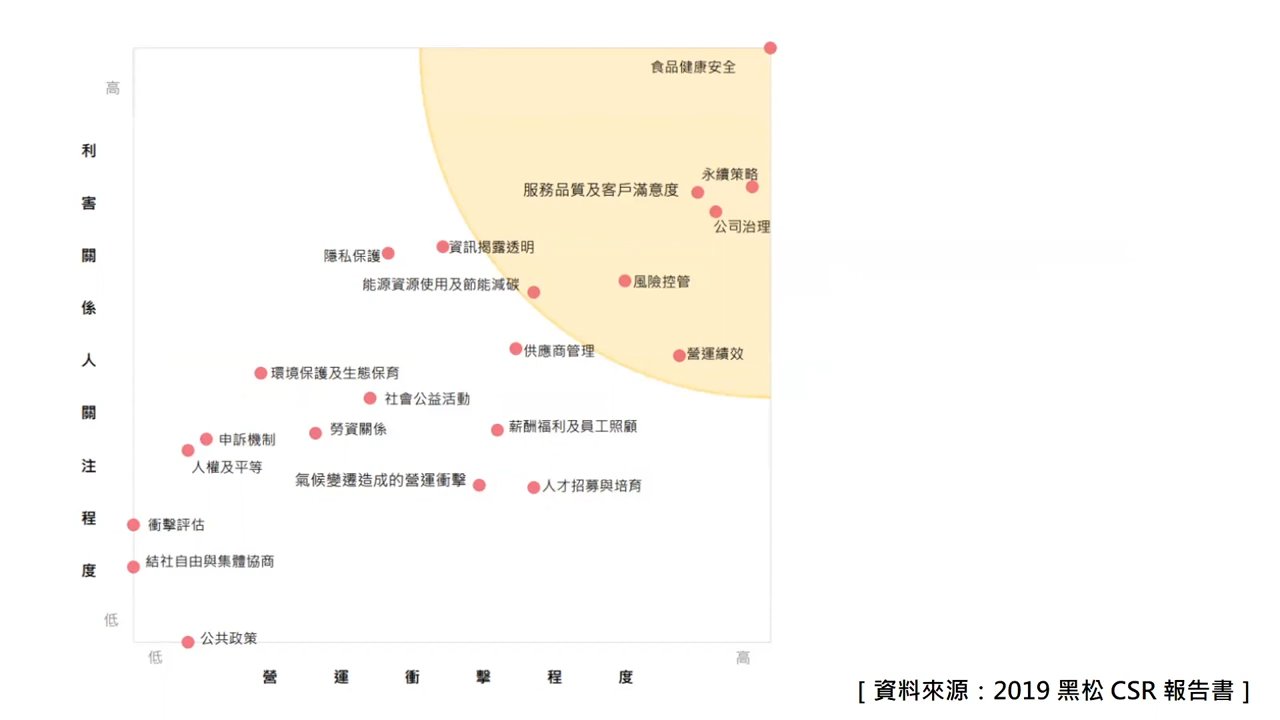 食品健康安全
高
利害關係人關注程度
永續策略
服務品質及客戶滿意度
公司治理
資訊揭露透明
隱私保護
風險控管
能源資源使用及節能減碳
供應商管理
營運績效
環境保護及生態保育
社會公益活動
薪酬福利及員工照顧
勞資關係
申訴機制
人權及平等
氣候變遷造成的營運衝擊
人才招募與培育
衝擊評估
結社自由與集體協商
低
公共政策
低
高
營運衝擊程度
[ 資料來源：2019 黑松 CSR 報告書 ]